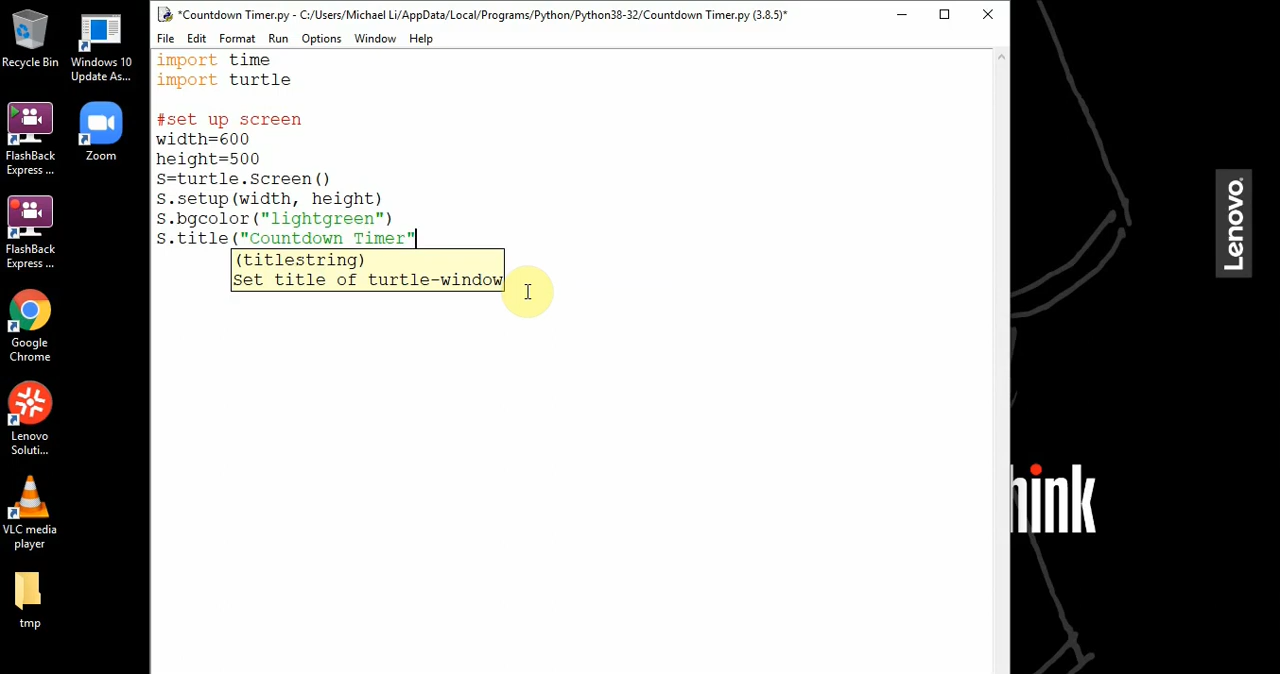 *Countdown Timer.py - C:/Users/Michael Li/AppData/Local/Programs/Python/Python38-32/Countdown Timer.py (3.8.5)*
File Edit Format Run Options Window Help
import time
import turtle
#set up screen
width=600
height=500
S=turtle.Screen()
S.setup(width, height)
S.bgcolor("lightgreen")
S.title("Countdown Timer"
(titlestring)
Set title of turtle-window
Recycle Bin
Windows 10
Update As...
FlashBack
Express ...
Zoom
FlashBack
Express ...
Google
Chrome
Lenovo
Soluti...
VLC media
player
tmp
Lenovo
hink